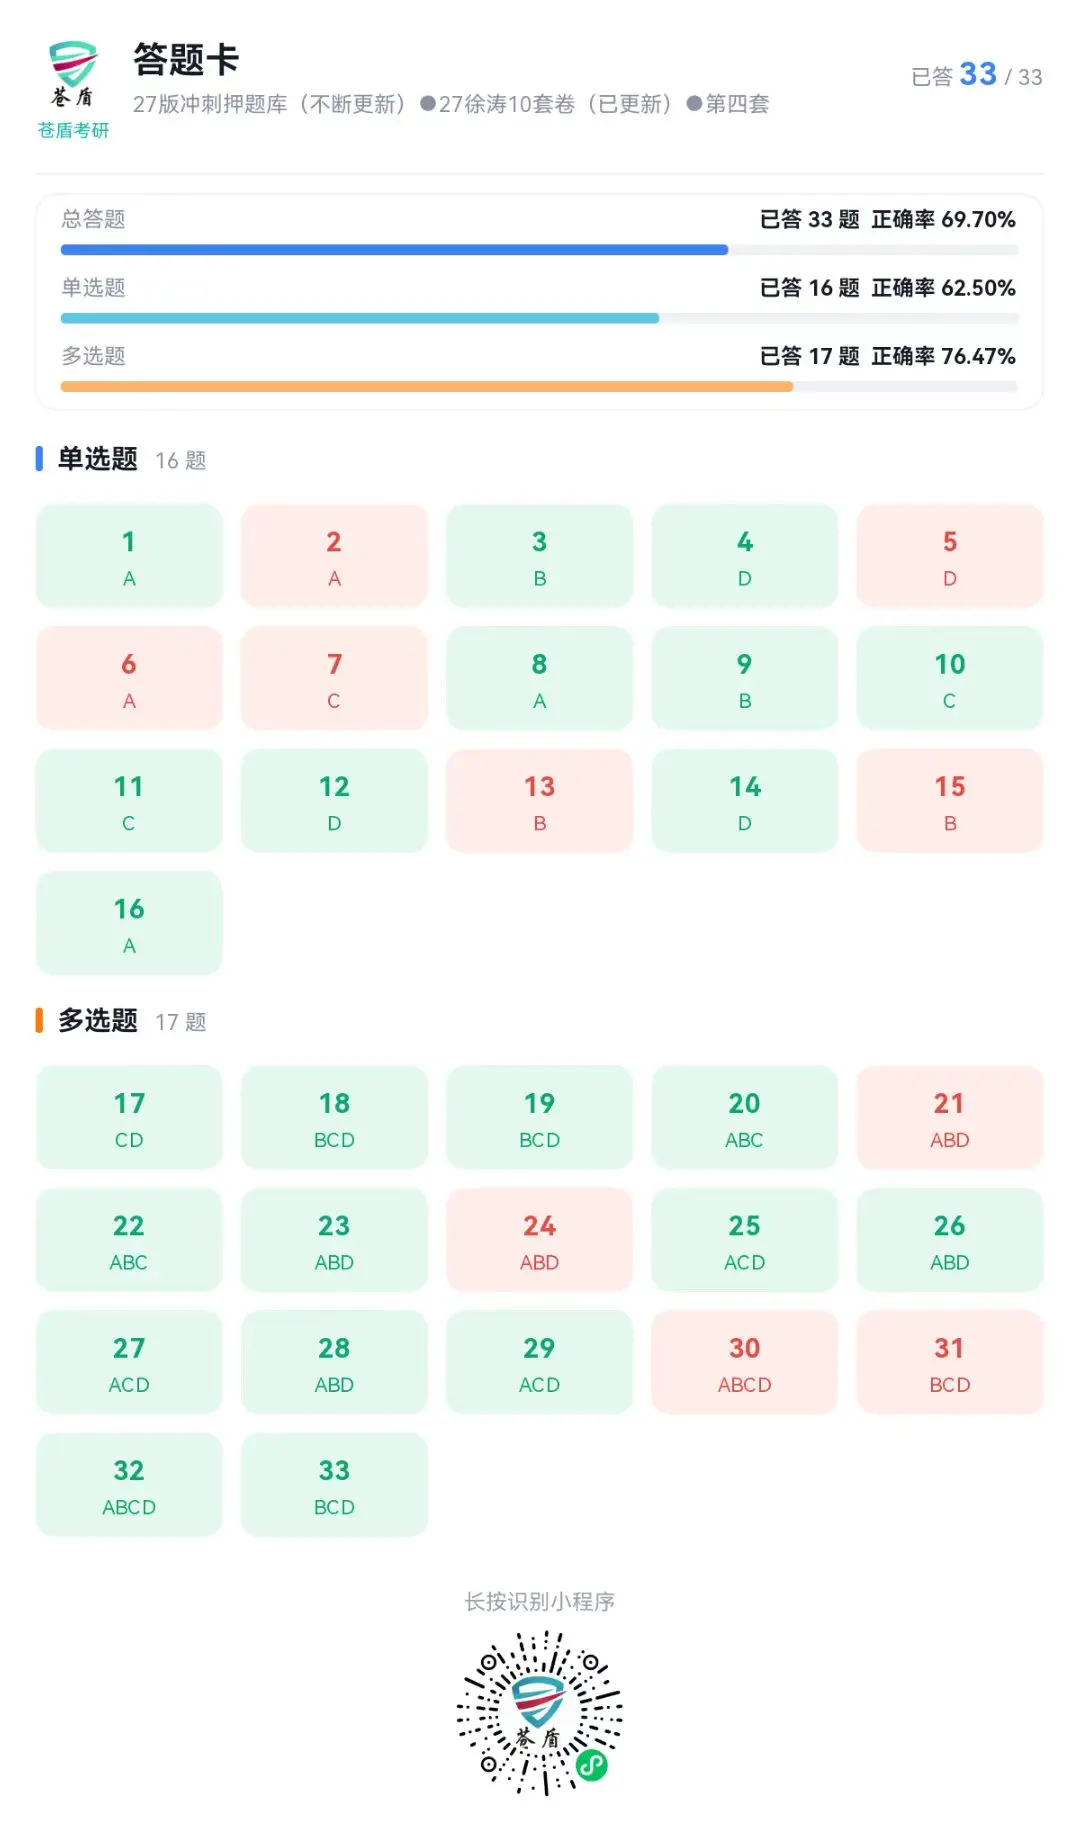 答题卡
27版冲刺押题库（不断更新）●27徐涛10套卷（已更新）●第四套
已答 33 / 33
苍盾
苍盾考研
总答题 已答 33 题 正确率 69.70%
单选题 已答 16 题 正确率 62.50%
多选题 已答 17 题 正确率 76.47%
单选题 16 题
1 2 3 4 5
A A B D D
6 7 8 9 10
A C A B C
11 12 13 14 15
C D B D B
16
A
多选题 17 题
17 18 19 20 21
CD BCD BCD ABC ABD
22 23 24 25 26
ABC ABD ABD ACD ABD
27 28 29 30 31
ACD ABD ACD ABCD BCD
32 33
ABCD BCD
长按识别小程序
苍盾